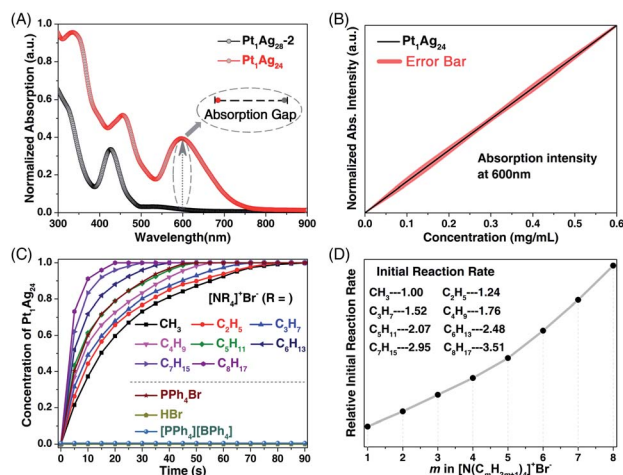 (A)
Normalized Absorption (a.u.)
1.0
0.8
0.6
0.4
0.2
0.0
Pt₁Ag₂₈-2
Pt₁Ag₂₄
Absorption Gap
300 400 500 600 700 800 900
Wavelength(nm)
(B)
Normalized Abs. Intensity (a.u.)
Pt₁Ag₂₄
Error Bar
Absorption intensity
at 600nm
0.0 0.1 0.2 0.3 0.4 0.5 0.6
Concentration (mg/mL)
(C)
Concentration of Pt₁Ag₂₄
1.0
0.8
0.6
0.4
0.2
0.0
[NR₄]⁺Br⁻ (R = )
CH₃ C₂H₅ C₃H₇
C₄H₉ C₅H₁₁ C₆H₁₃
C₇H₁₅ C₈H₁₇
PPh₄Br
HBr
[PPh₄][BPh₄]
0 10 20 30 40 50 60 70 80 90
Time (s)
(D)
Relative Initial Reaction Rate
Initial Reaction Rate
CH₃---1.00 C₂H₅---1.24
C₃H₇---1.52 C₄H₉---1.76
C₅H₁₁---2.07 C₆H₁₃---2.48
C₇H₁₅---2.95 C₈H₁₇---3.51
1 2 3 4 5 6 7 8
m in [N(CₘH₂ₘ₊₁)₄]⁺Br⁻